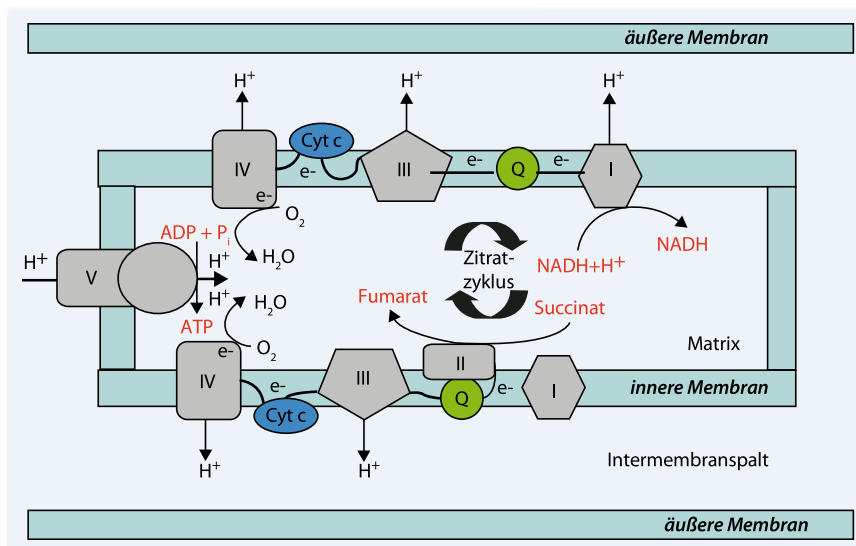 äußere Membran
H⁺ H⁺ H⁺
Cyt c
IV e- III e- Q e- I
e-
O₂
ADP + Pᵢ
H₂O
NADH
H⁺ V H⁺
Zitrat-
zyklus
NADH+H⁺
H⁺
H₂O
Fumarat
Succinat
ATP
e- O₂
Matrix
IV e- III II e- I
Q
innere Membran
Cyt c
H⁺ H⁺
Intermembranspalt
äußere Membran